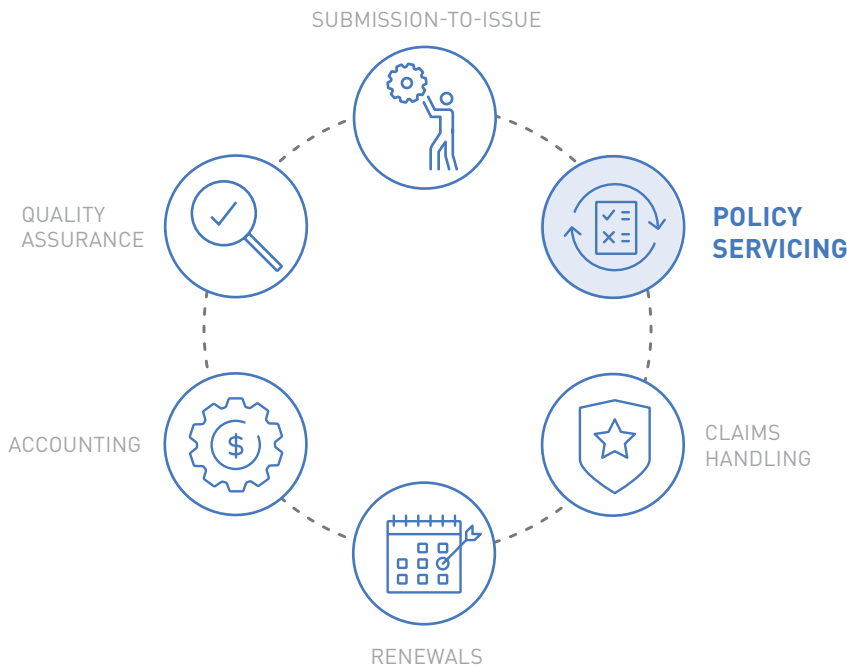 SUBMISSION-TO-ISSUE
QUALITY
ASSURANCE
POLICY
SERVICING
ACCOUNTING
$
CLAIMS
HANDLING
RENEWALS